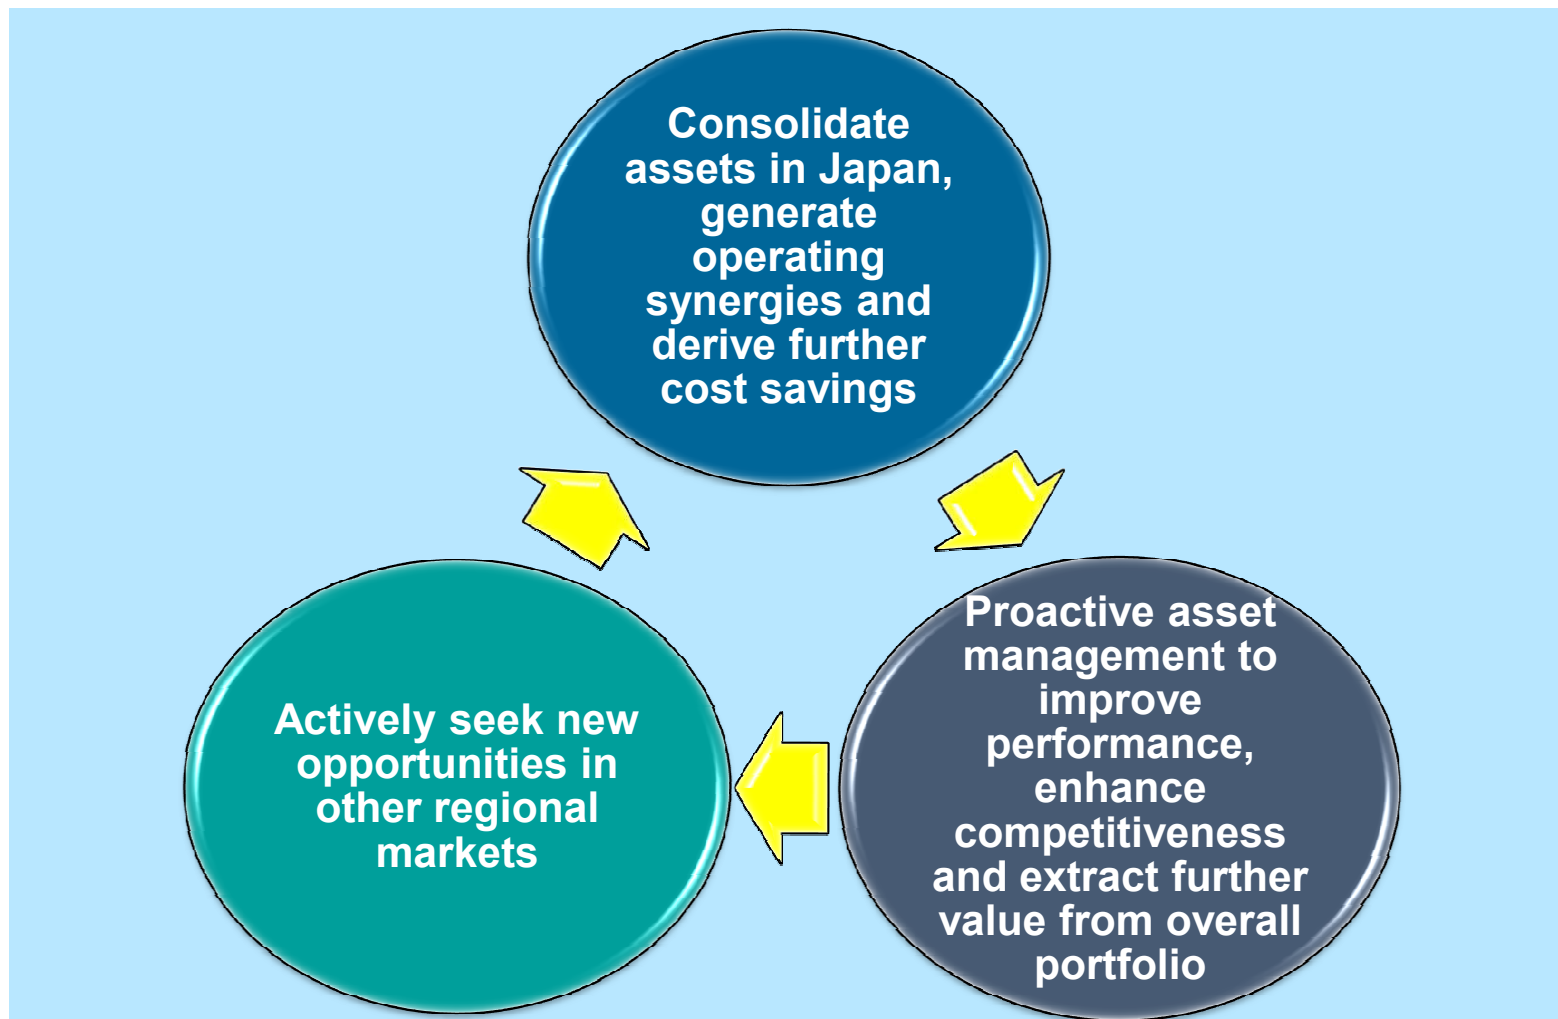 Consolidate
assets in Japan,
generate
operating
synergies and
derive further
cost savings
Proactive asset
management to
improve
performance,
enhance
competitiveness
and extract further
value from overall
portfolio
Actively seek new
opportunities in
other regional
markets